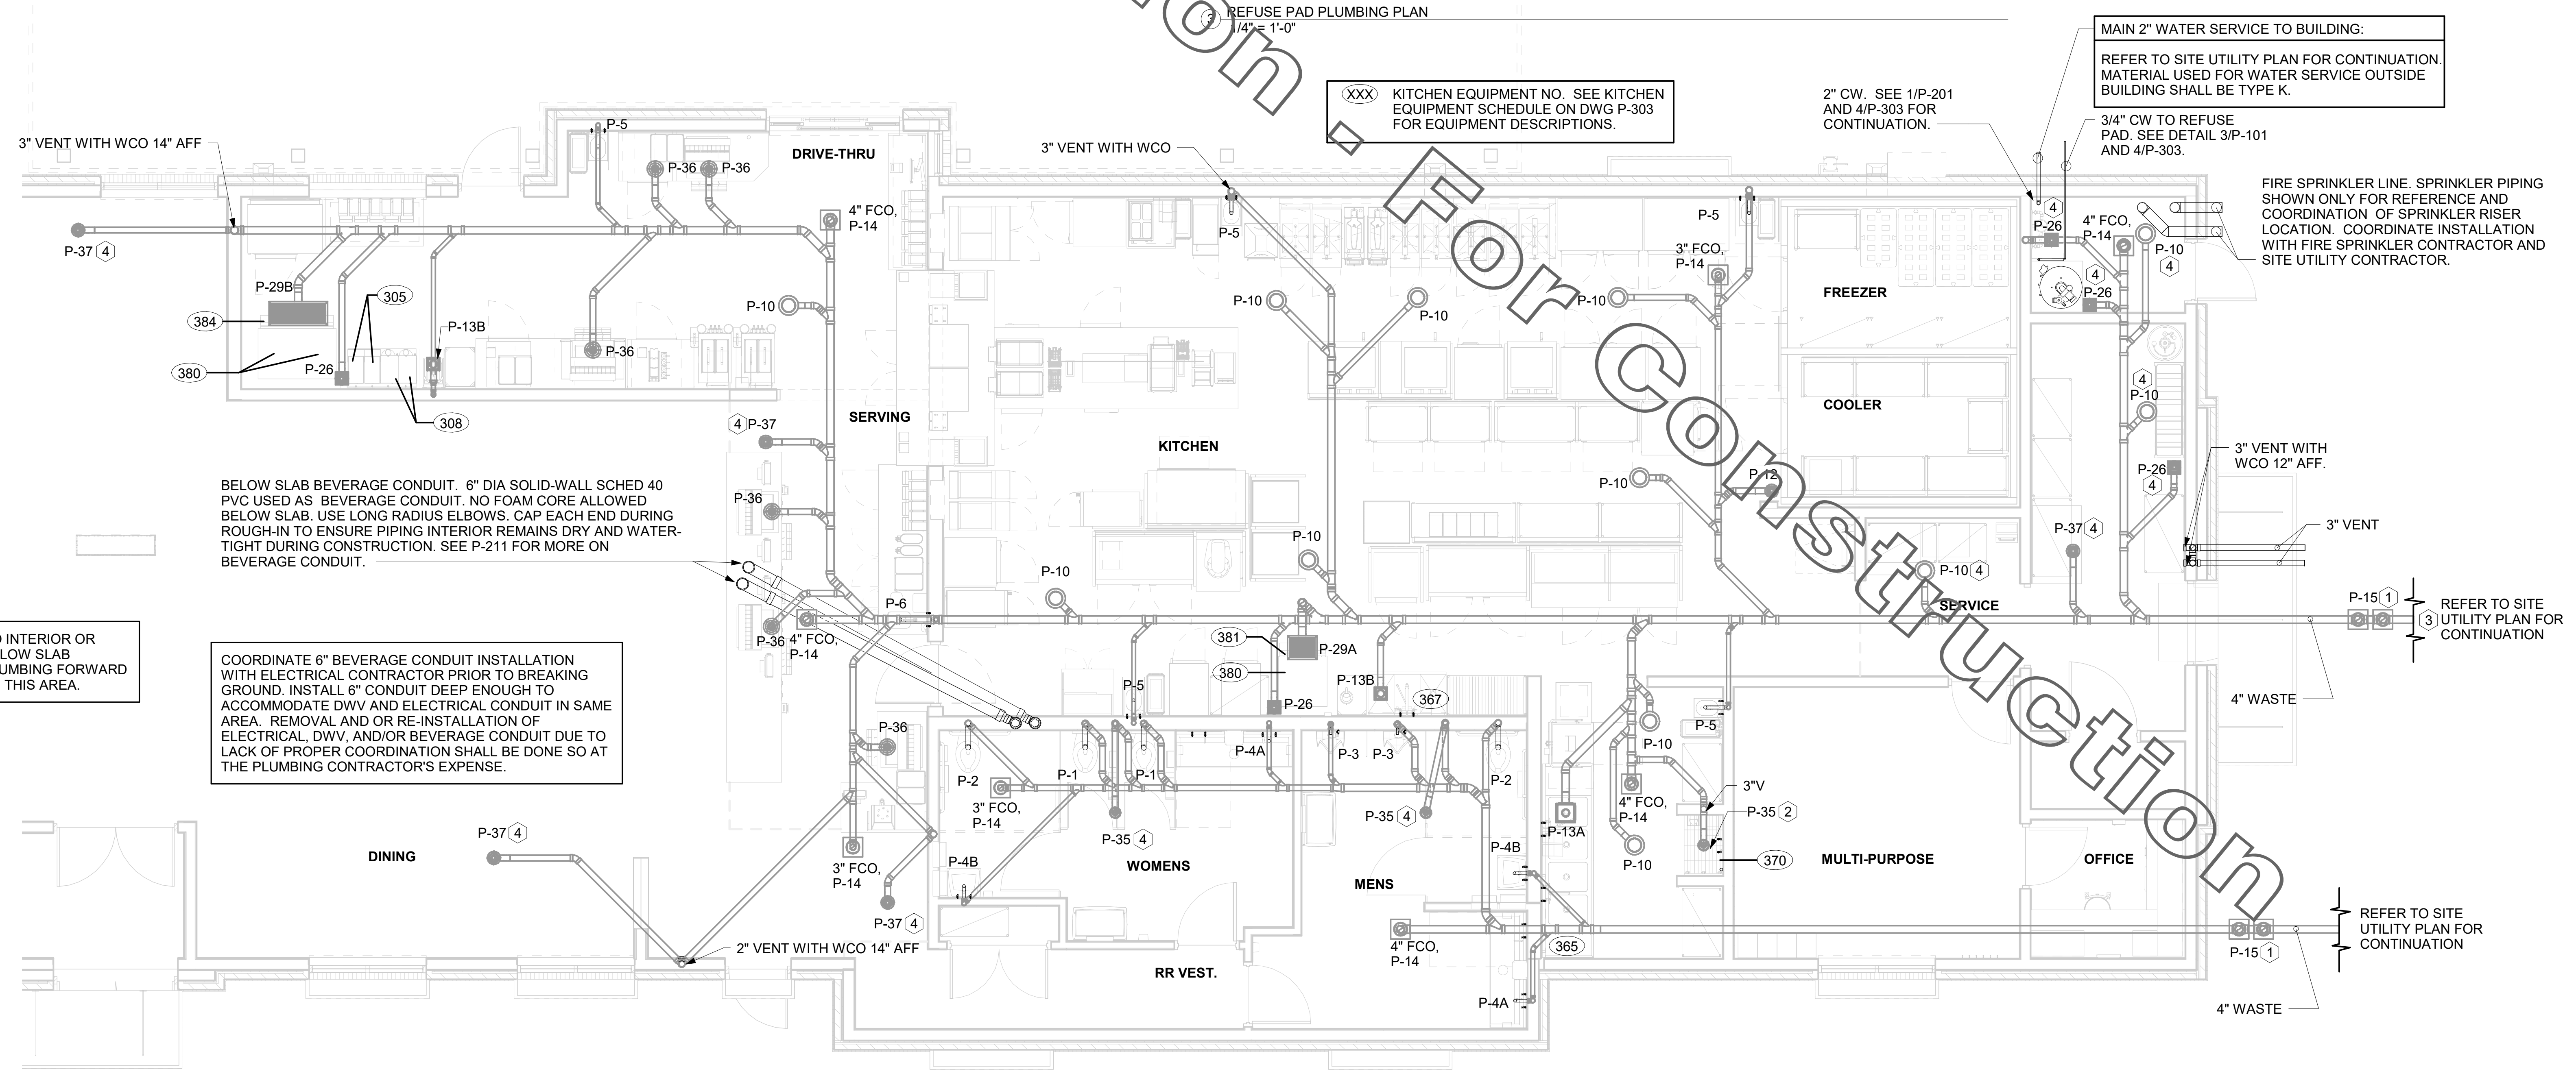 3 REFUSE PAD PLUMBING PLAN
1/4" = 1'-0"
MAIN 2" WATER SERVICE TO BUILDING:
REFER TO SITE UTILITY PLAN FOR CONTINUATION.
MATERIAL USED FOR WATER SERVICE OUTSIDE
BUILDING SHALL BE TYPE K.
XXX KITCHEN EQUIPMENT NO. SEE KITCHEN
EQUIPMENT SCHEDULE ON DWG P-303
FOR EQUIPMENT DESCRIPTIONS.
2" CW. SEE 1/P-201
AND 4/P-303 FOR
CONTINUATION.
3/4" CW TO REFUSE
PAD. SEE DETAIL 3/P-101
AND 4/P-303.
FIRE SPRINKLER LINE. SPRINKLER PIPING
SHOWN ONLY FOR REFERENCE AND
COORDINATION OF SPRINKLER RISER
LOCATION. COORDINATE INSTALLATION
WITH FIRE SPRINKLER CONTRACTOR AND
SITE UTILITY CONTRACTOR.
3" VENT WITH WCO 14" AFF
P-5
DRIVE-THRU
P-36
P-36
3" VENT WITH WCO
P-5
P-5
4" FCO,
P-14
3" FCO,
P-14
4
P-26
4" FCO,
P-14
P-10
4
4
P-26
P-37 4
P-29B
384
305
P-13B
380
P-26
308
P-36
P-10
P-10
P-10
P-10
FREEZER
COOLER
SERVING
KITCHEN
4 P-37
P-36
4
P-10
P-26
4
3" VENT WITH
WCO 12" AFF.
3" VENT
P-10
P-12
P-37 4
BELOW SLAB BEVERAGE CONDUIT. 6" DIA SOLID-WALL SCHED 40
PVC USED AS BEVERAGE CONDUIT. NO FOAM CORE ALLOWED
BELOW SLAB. USE LONG RADIUS ELBOWS. CAP EACH END DURING
ROUGH-IN TO ENSURE PIPING INTERIOR REMAINS DRY AND WATER-
TIGHT DURING CONSTRUCTION. SEE P-211 FOR MORE ON
BEVERAGE CONDUIT.
P-10
P-10
P-10 4
SERVICE
P-6
P-36
4" FCO,
P-14
P-15 1
3
REFER TO SITE
UTILITY PLAN FOR
CONTINUATION
4" WASTE
INTERIOR OR
LOW SLAB
UMBING FORWARD
THIS AREA.
COORDINATE 6" BEVERAGE CONDUIT INSTALLATION
WITH ELECTRICAL CONTRACTOR PRIOR TO BREAKING
GROUND. INSTALL 6" CONDUIT DEEP ENOUGH TO
ACCOMMODATE DWV AND ELECTRICAL CONDUIT IN SAME
AREA. REMOVAL AND OR RE-INSTALLATION OF
ELECTRICAL, DWV, AND/OR BEVERAGE CONDUIT DUE TO
LACK OF PROPER COORDINATION SHALL BE DONE SO AT
THE PLUMBING CONTRACTOR'S EXPENSE.
381
P-29A
380
P-5
P-26
P-13B
367
P-36
P-2
P-1
P-1
P-4A
P-3
P-3
P-2
P-10
P-5
3" FCO,
P-14
P-35 4
P-35 4
P-13A
4" FCO,
P-14
3"V
P-35 2
P-10
370
P-37 4
DINING
3" FCO,
P-14
P-37 4
P-4B
WOMENS
MENS
P-4B
MULTI-PURPOSE
OFFICE
2" VENT WITH WCO 14" AFF
RR VEST.
4" FCO,
P-14
365
P-4A
P-15 1
REFER TO SITE
UTILITY PLAN FOR
CONTINUATION
4" WASTE
on - For Construction